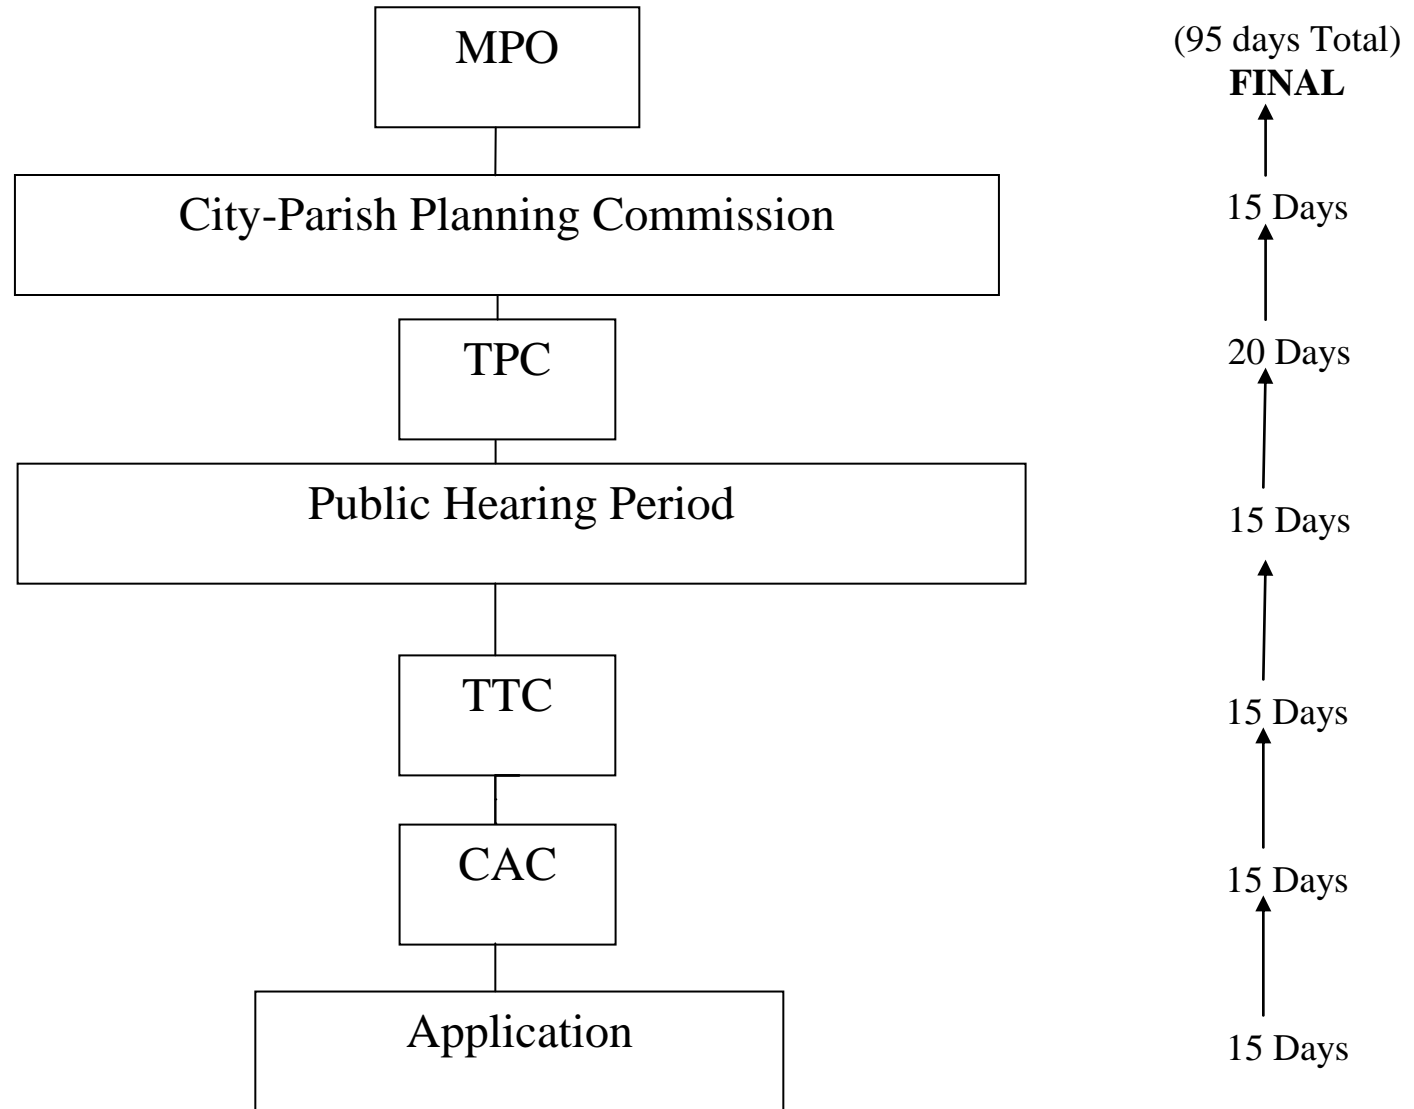 MPO
(95 days Total)
FINAL
City-Parish Planning Commission
15 Days
TPC
20 Days
Public Hearing Period
15 Days
TTC
15 Days
CAC
15 Days
Application
15 Days